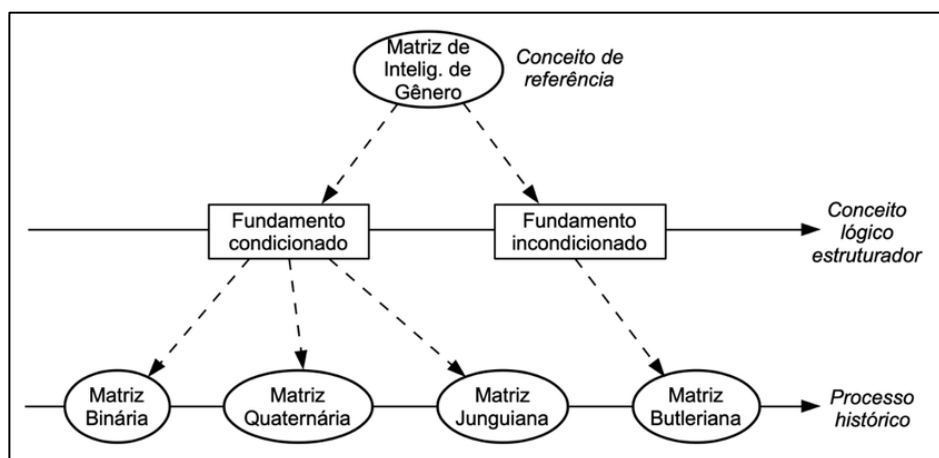 Matriz de
Intelig. de
Gênero
Conceito de
referência
Fundamento
condicionado
Fundamento
incondicionado
Conceito
lógico
estruturador
Matriz
Binária
Matriz
Quaternária
Matriz
Junguiana
Matriz
Butleriana
Processo
histórico